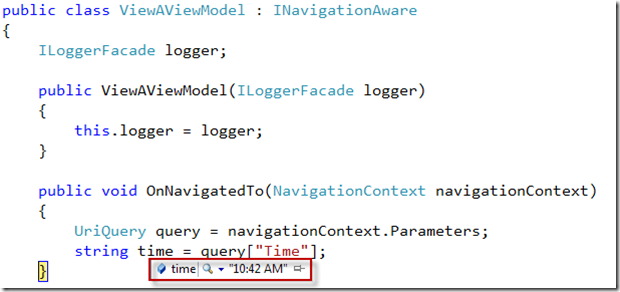 public class ViewAViewModel : INavigationAware
{
    ILoggerFacade logger;
    public ViewAViewModel(ILoggerFacade logger)
    {
        this.logger = logger;
    }
    public void OnNavigatedTo(NavigationContext navigationContext)
    {
        UriQuery query = navigationContext.Parameters;
        string time = query["Time"];
time "10:42 AM"
    }